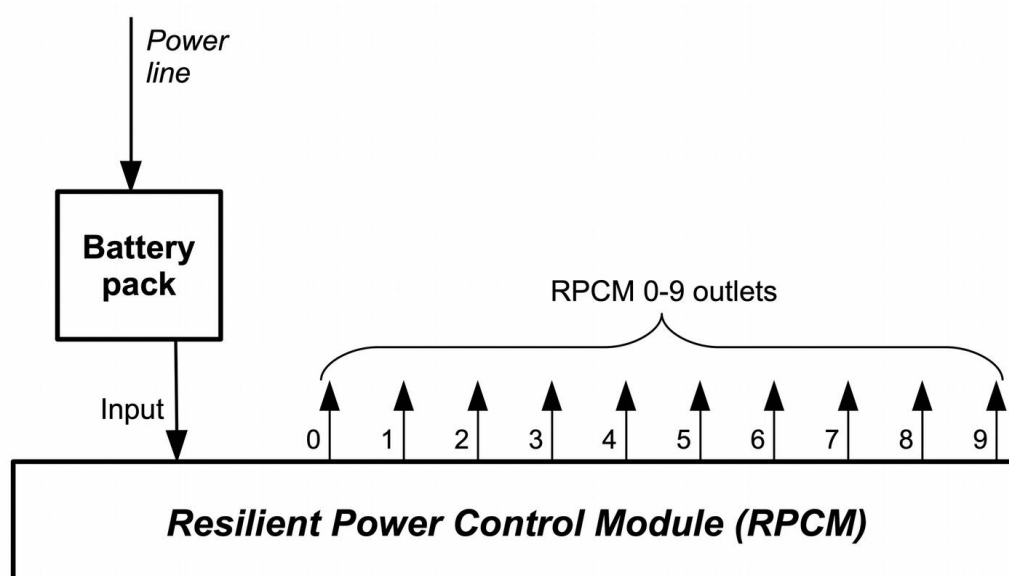 Power
line
Battery
pack
RPCM 0-9 outlets
Input
0 1 2 3 4 5 6 7 8 9
Resilient Power Control Module (RPCM)